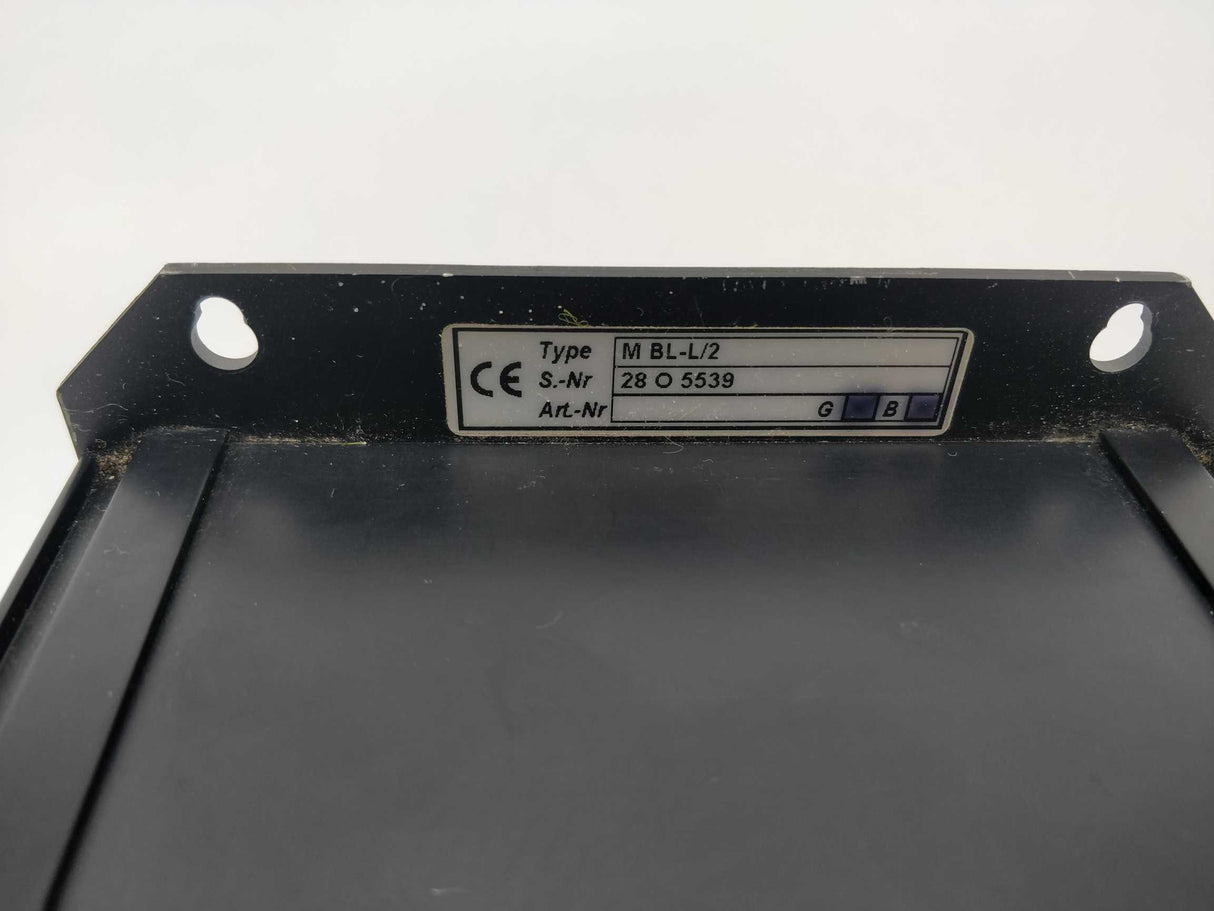 CE Type M BL-L/2
S.-Nr 28 O 5539
Art.-Nr G B